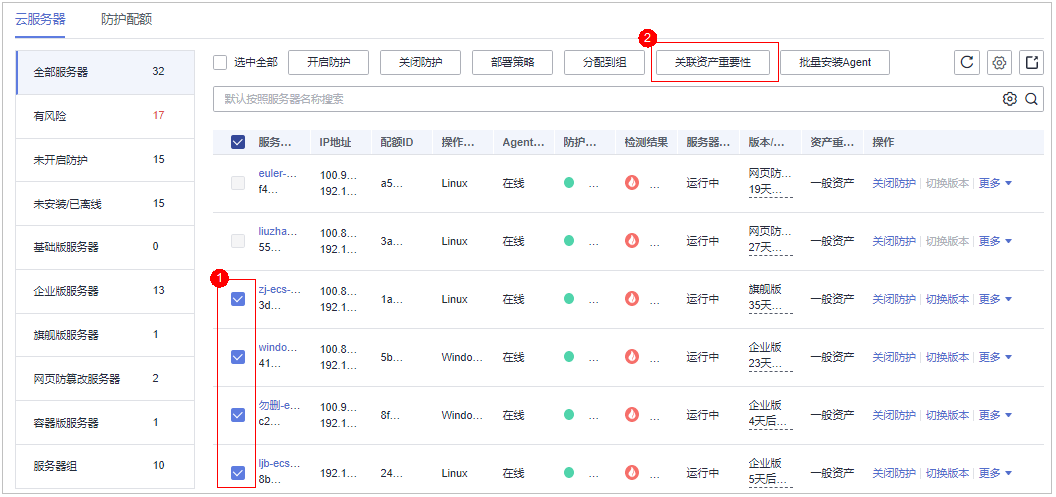 云服务器 防护配额
全部服务器 32
有风险 17
未开启防护 15
未安装/已离线 15
基础版服务器 0
企业版服务器 13
旗舰版服务器 1
网页防篡改服务器 2
容器版服务器 1
服务器组 10
2
选中全部 开启防护 关闭防护 部署策略 分配到组 关联资产重要性 批量安装Agent
默认按照服务器名称搜索
服务... IP地址 配额ID 操作... Agent... 防护... 检测结果 服务器... 版本/... 资产重... 操作
euler-... 100.9... a5... Linux 在线 ... ... 运行中 网页防... 一般资产 关闭防护 切换版本 更多
f4... 192.1... 19天...
liuzha... 100.8... 3a... Linux 在线 ... ... 运行中 网页防... 一般资产 关闭防护 切换版本 更多
55... 192.1... 27天...
1
zj-ecs-... 100.8... 1a... Linux 在线 ... ... 运行中 旗舰版 一般资产 关闭防护 切换版本 更多
3d... 192.1... 35天...
windo... 100.8... 5b... Windo... 在线 ... ... 运行中 企业版 一般资产 关闭防护 切换版本 更多
41... 192.1... 23天...
勿删-e... 100.9... 8f... Windo... 在线 ... ... 运行中 企业版 一般资产 关闭防护 切换版本 更多
c2... 192.1... 4天后...
ljb-ecs... 192.1... 24... Linux 在线 ... ... 运行中 企业版 一般资产 关闭防护 切换版本 更多
8b... 5天后...